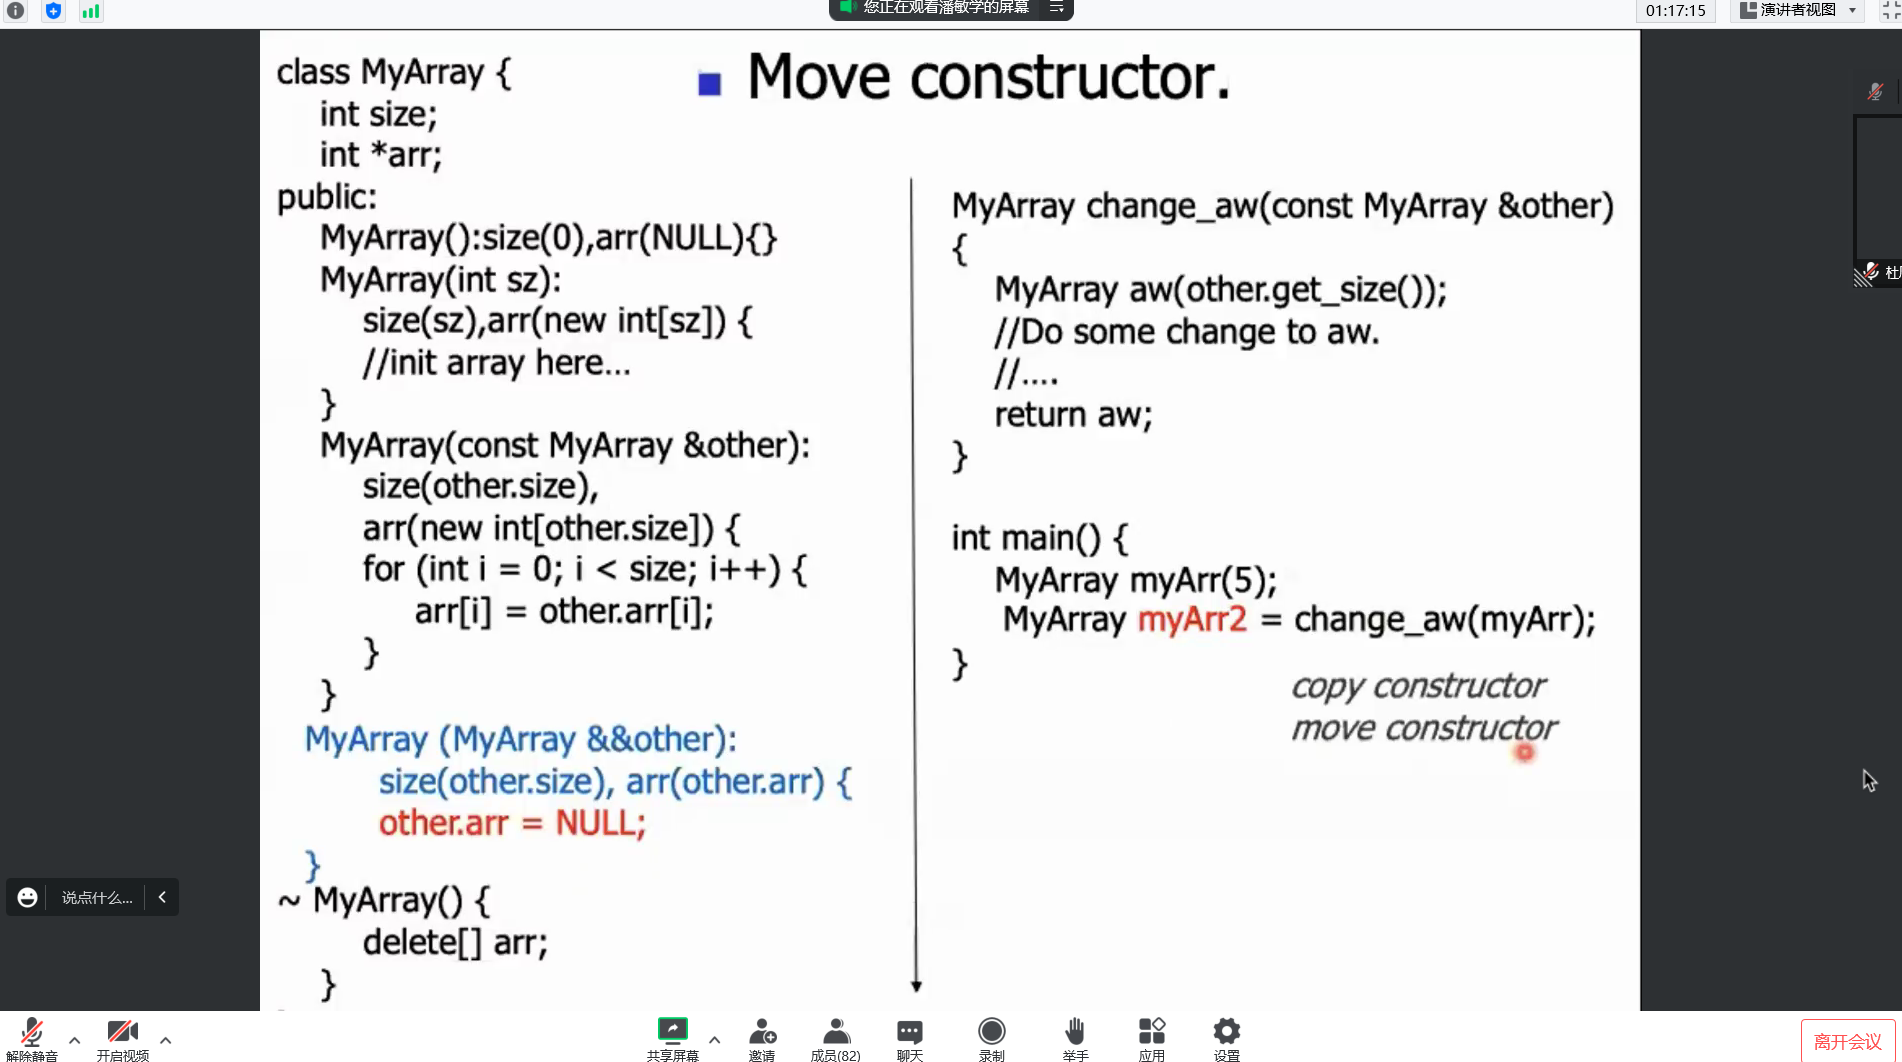 您正在观看潘敏学的屏幕
01:17:15
演讲者视图
Move constructor.
class MyArray {
int size;
int *arr;
public:
MyArray():size(0),arr(NULL){}
MyArray(int sz):
size(sz),arr(new int[sz]) {
//init array here...
}
MyArray(const MyArray &other):
size(other.size),
arr(new int[other.size]) {
for (int i = 0; i < size; i++) {
arr[i] = other.arr[i];
}
}
MyArray (MyArray &&other):
size(other.size), arr(other.arr) {
other.arr = NULL;
}
~ MyArray() {
delete[] arr;
}
MyArray change_aw(const MyArray &other)
{
MyArray aw(other.get_size());
//Do some change to aw.
//....
return aw;
}
int main() {
MyArray myArr(5);
MyArray myArr2 = change_aw(myArr);
}
copy constructor
move constructor
说点什么...
解除静音
开启视频
共享屏幕
邀请
成员(82)
聊天
录制
举手
应用
设置
离开会议